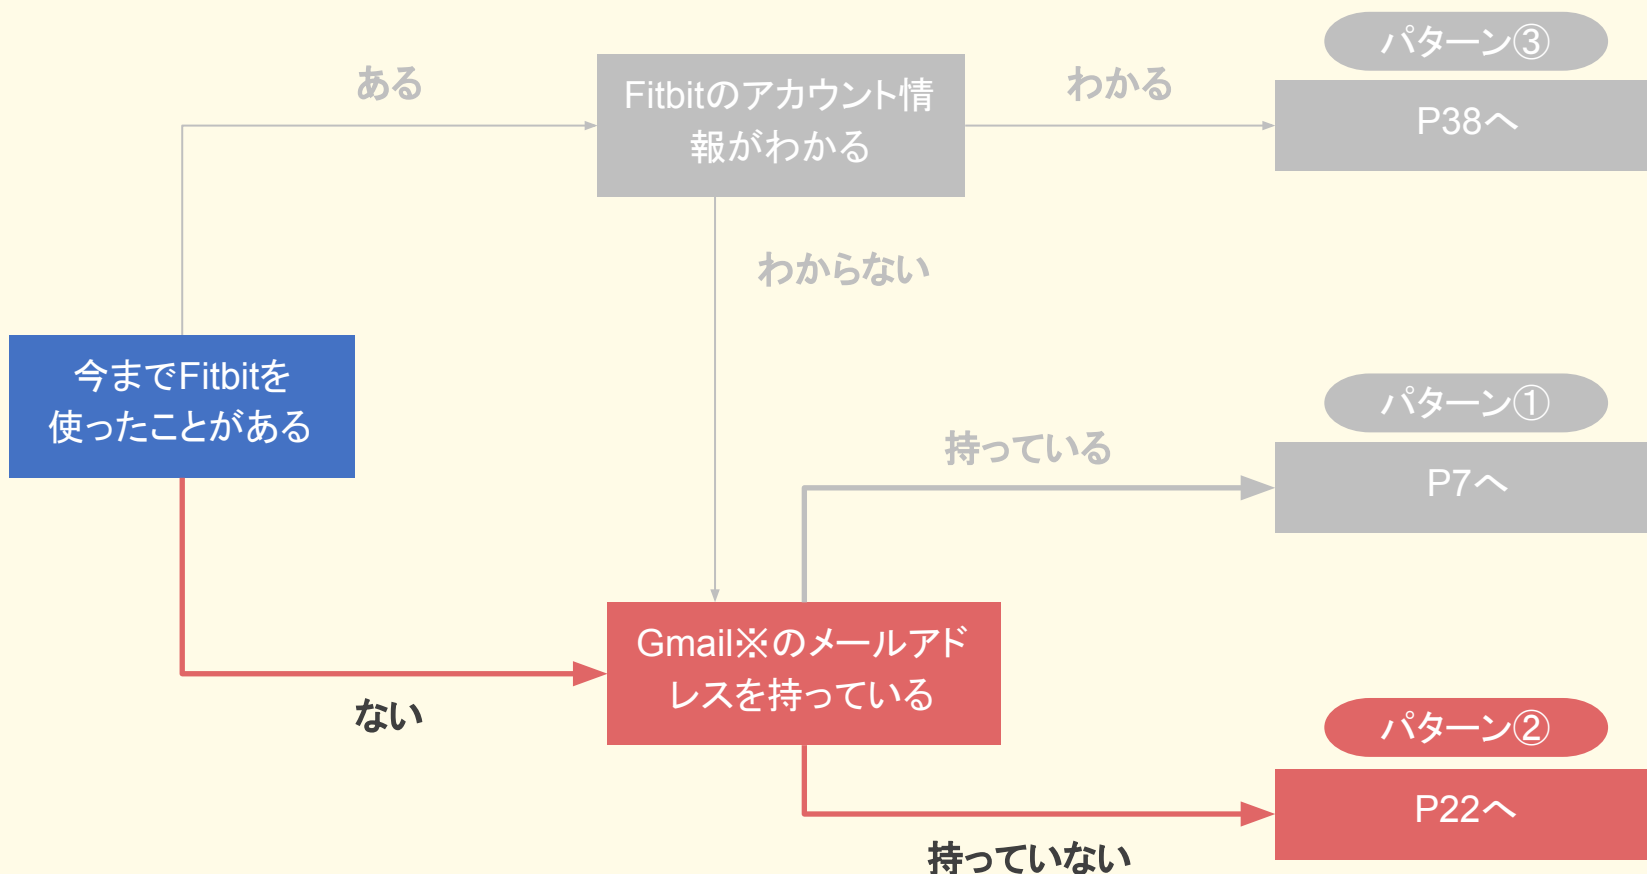 パターン③
ある
Fitbitのアカウント情
報がわかる
わかる
P38へ
わからない
今までFitbitを
使ったことがある
パターン①
持っている
P7へ
Gmail※のメールアド
レスを持っている
ない
パターン②
P22へ
持っていない